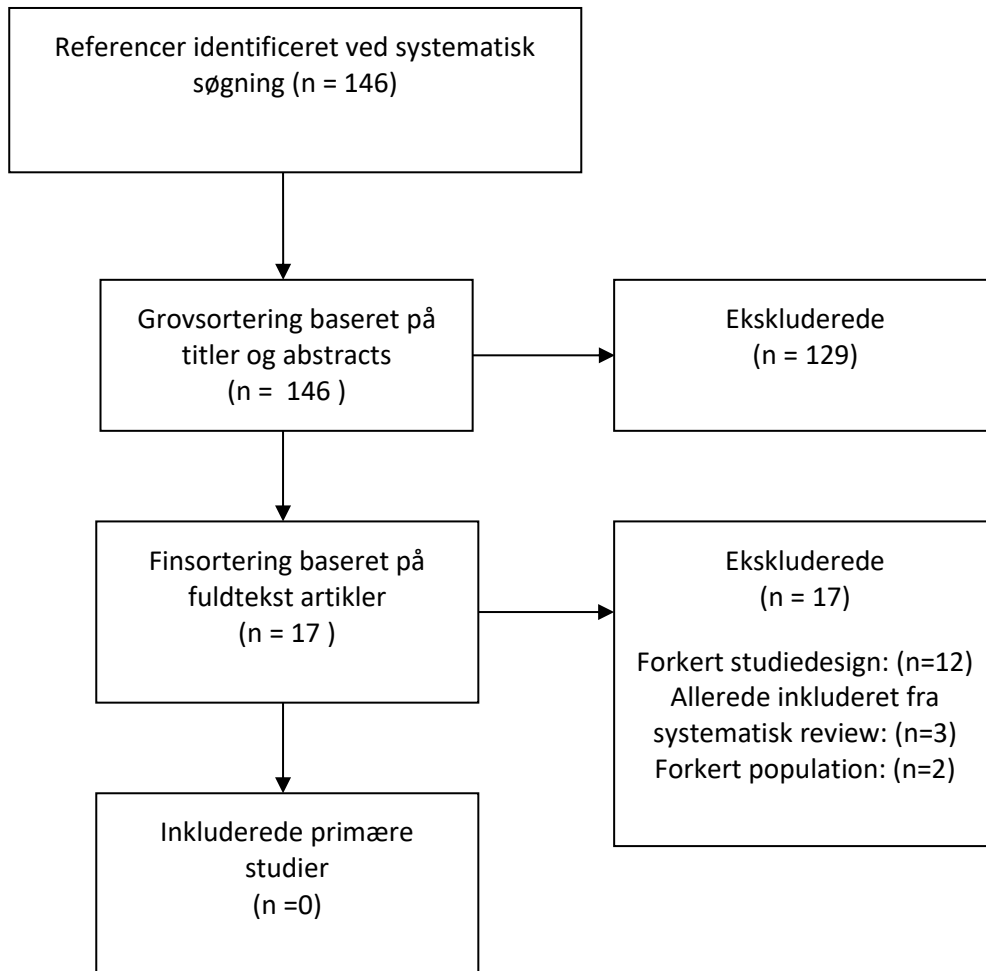 Referencer identificeret ved systematisk
søgning (n = 146)
Grovsortering baseret på
titler og abstracts
(n =  146 )
Ekskluderede
(n = 129)
Finsortering baseret på
fuldtekst artikler
(n = 17 )
Ekskluderede
(n = 17)
Forkert studiedesign: (n=12)
Allerede inkluderet fra
systematisk review: (n=3)
Forkert population: (n=2)
Inkluderede primære
studier
(n =0)